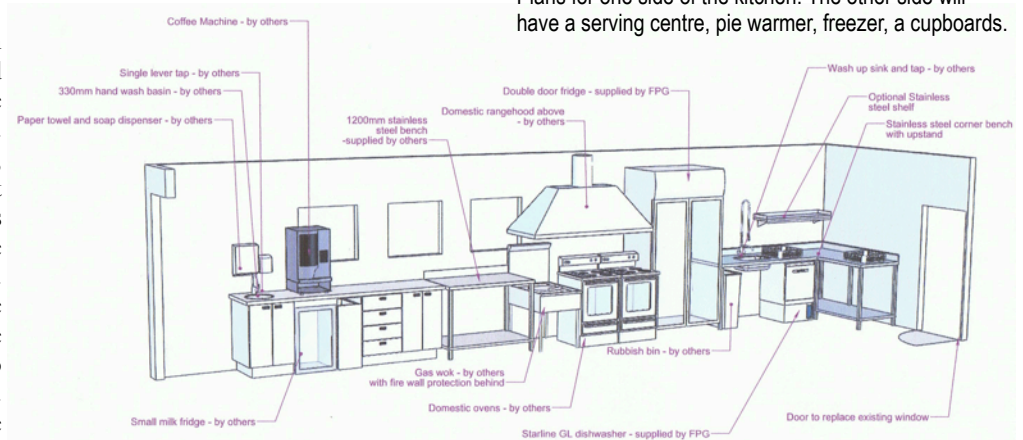 Plans for one side of the kitchen. The other side will
have a serving centre, pie warmer, freezer, a cupboards.
Coffee Machine - by others
Single lever tap - by others
330mm hand wash basin - by others
Paper towel and soap dispenser - by others
1200mm stainless
steel bench
-supplied by others
Double door fridge - supplied by FPG
Domestic rangehood above
- by others
Wash up sink and tap - by others
Optional Stainless
steel shelf
Stainless steel corner bench
with upstand
Rubbish bin - by others
Gas wok - by others
with fire wall protection behind
Domestic ovens - by others
Small milk fridge - by others
Starline GL dishwasher - supplied by FPG
Door to replace existing window